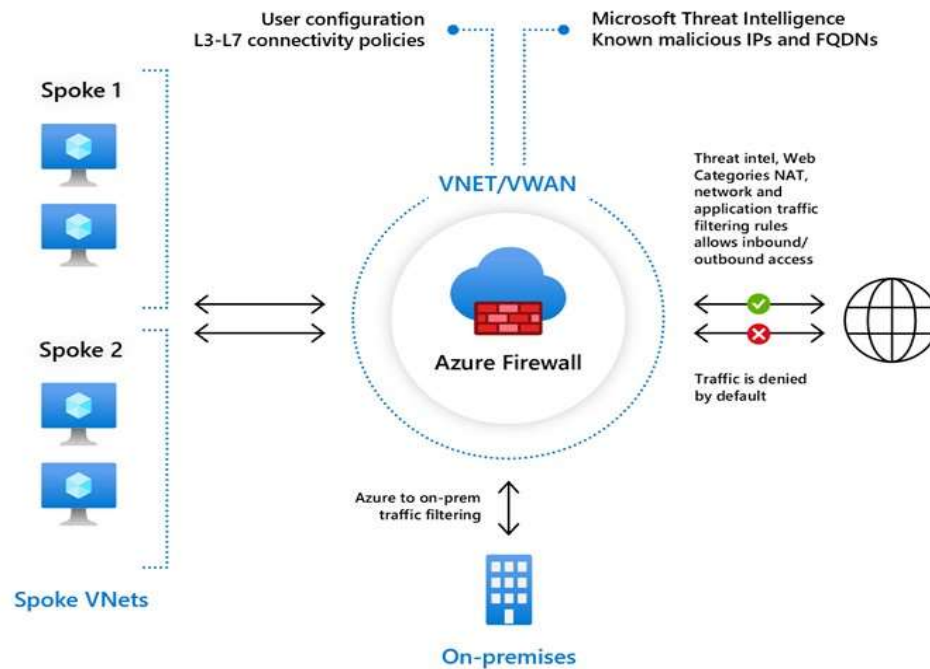 User configuration
L3-L7 connectivity policies
Microsoft Threat Intelligence
Known malicious IPs and FQDNs
Spoke 1
VNET/VWAN
Threat intel, Web
Categories NAT,
network and
application traffic
filtering rules
allows inbound/
outbound access
Spoke 2
Azure Firewall
Traffic is denied
by default
Azure to on-prem
traffic filtering
Spoke VNets
On-premises